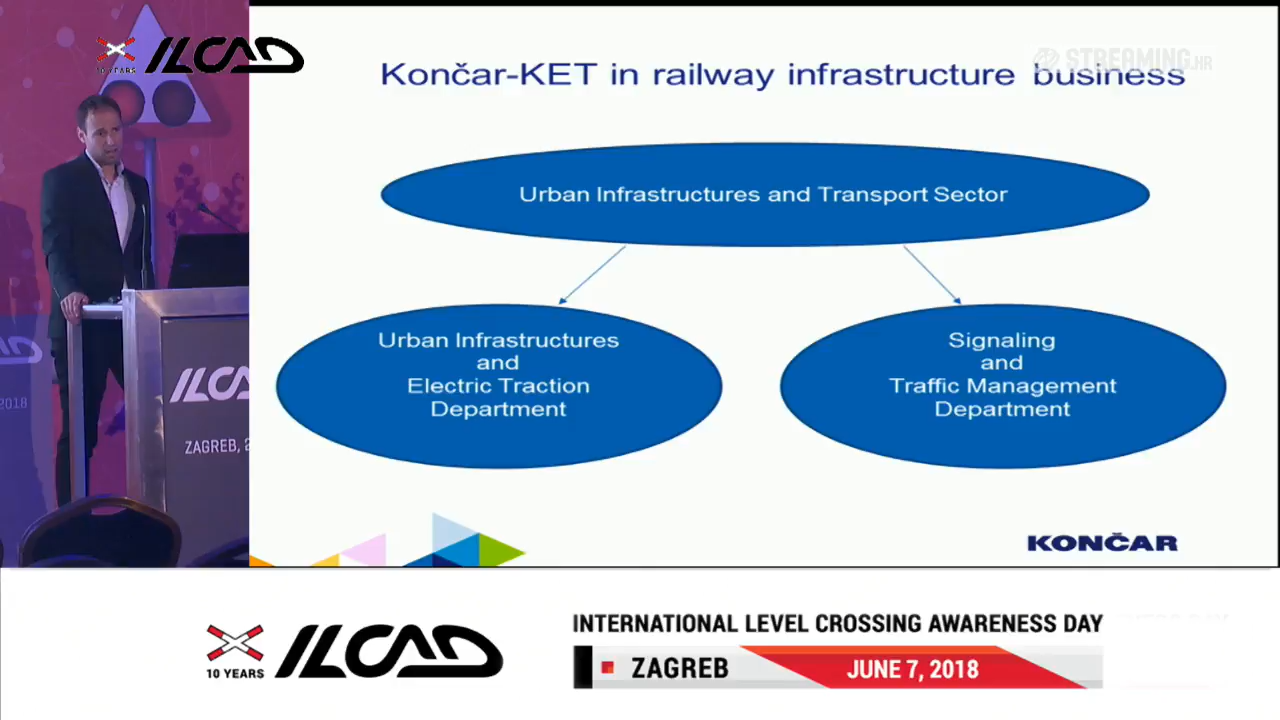 10 YEARS
ILCAD
STREAMING.HR
Končar-KET in railway infrastructure business
Urban Infrastructures and Transport Sector
Urban Infrastructures
and
Electric Traction
Department
Signaling
and
Traffic Management
Department
KONČAR
ILCAD
2018
ZAGREB, 2
10 YEARS
ILCAD
INTERNATIONAL LEVEL CROSSING AWARENESS DAY
ZAGREB
JUNE 7, 2018